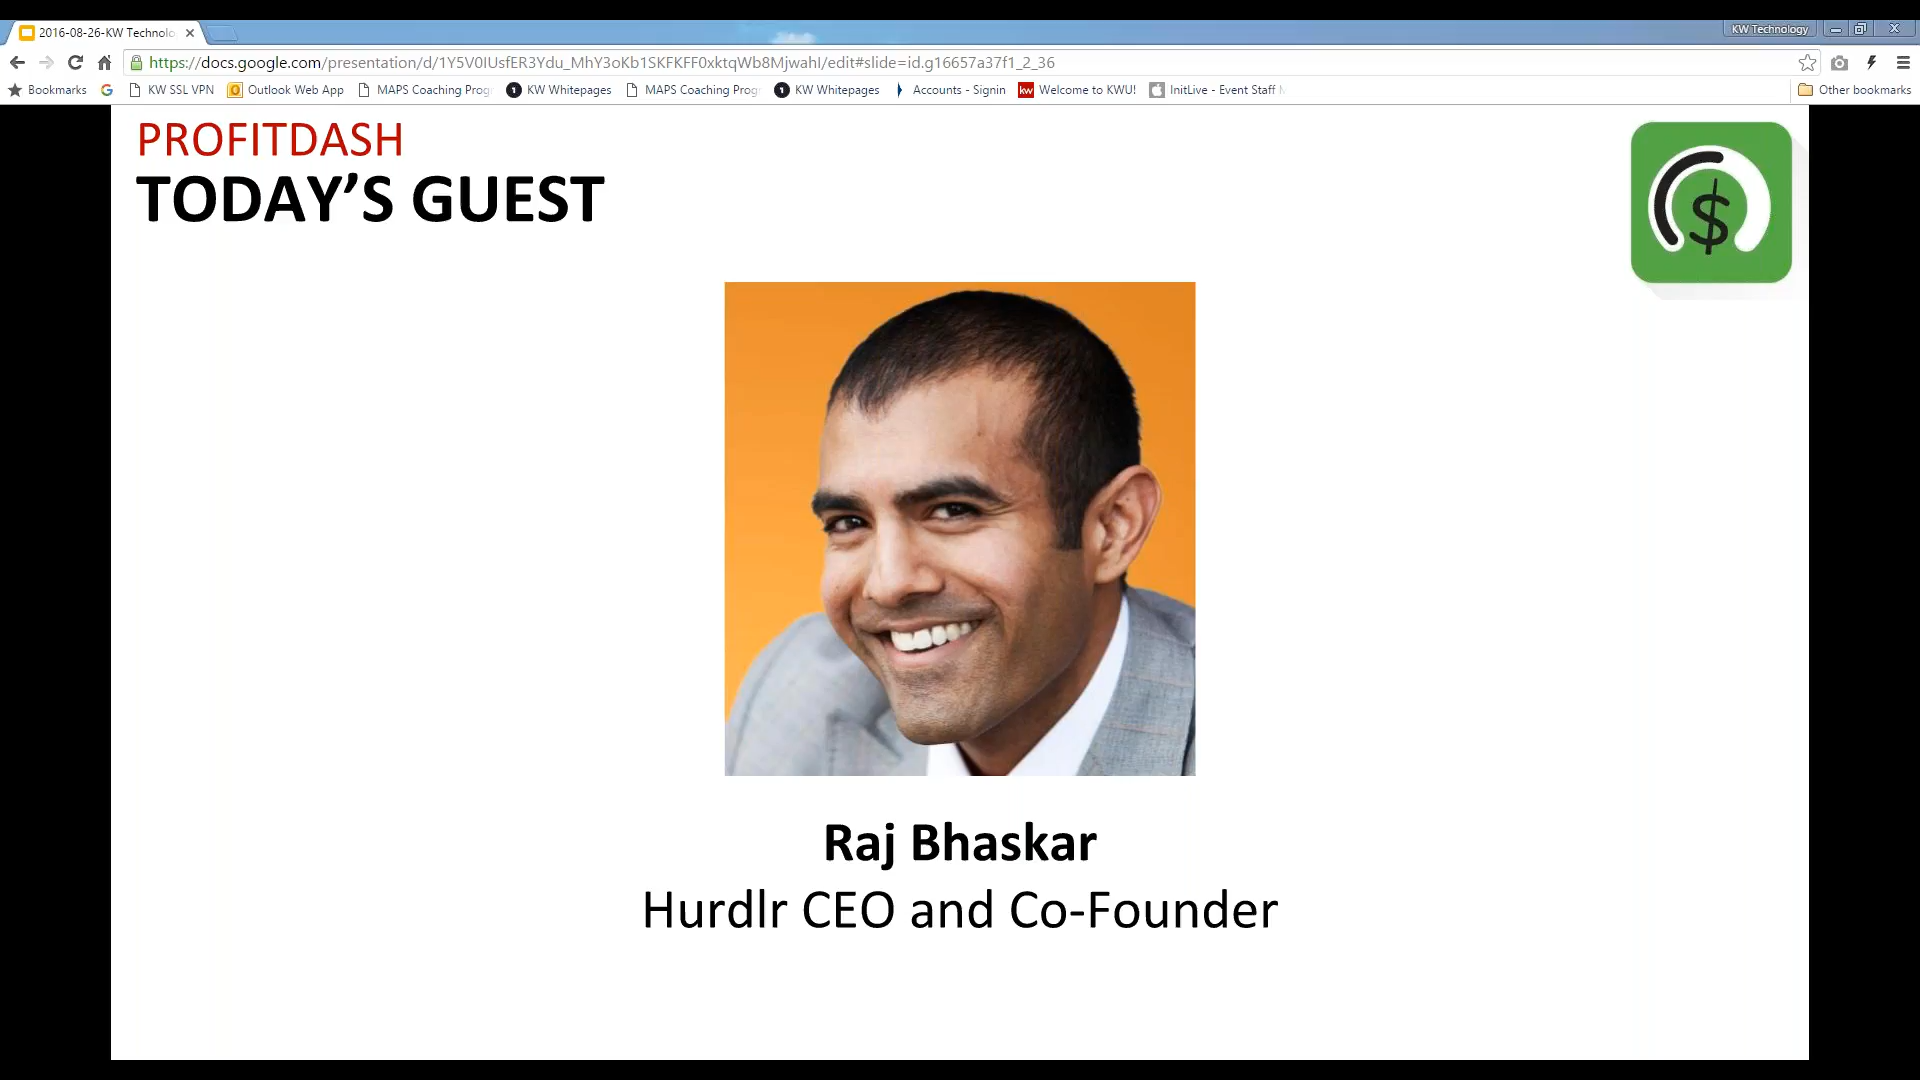 2016-08-26-KW Technolo
KW Technology
https://docs.google.com/presentation/d/1Y5V0IUsfER3Ydu_MhY3oKb1SKFKFF0xktqWb8MjwahI/edit#slide=id.g16657a37f1_2_36
Bookmarks KW SSL VPN Outlook Web App MAPS Coaching Prog KW Whitepages MAPS Coaching Prog KW Whitepages Accounts - Signin kw Welcome to KWU! InitLive - Event Staff M Other bookmarks
PROFITDASH
TODAY’S GUEST
$
Raj Bhaskar
Hurdlr CEO and Co-Founder